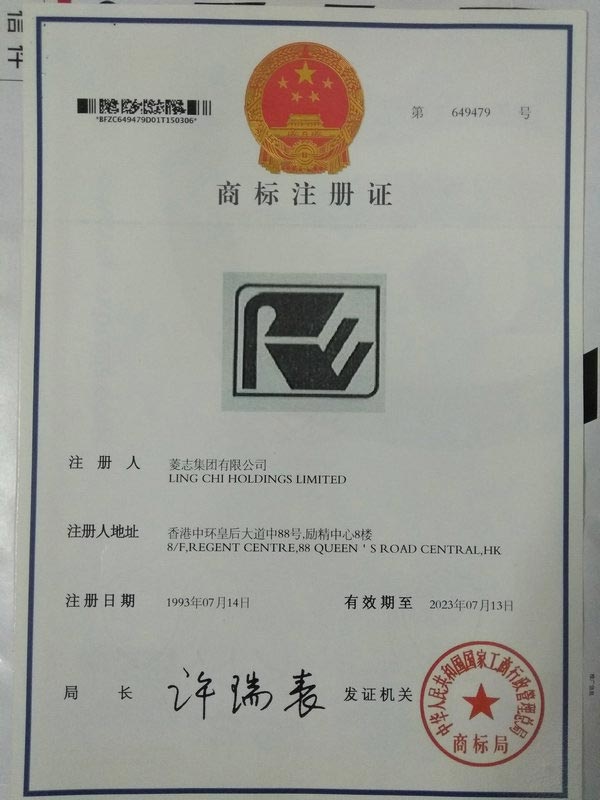 *BFZC649479D01T150306*
第 649479 号
商标注册证
注册人 菱志集团有限公司
LING CHI HOLDINGS LIMITED
注册人地址 香港中环皇后大道中88号,励精中心8楼
8/F,REGENT CENTRE,88 QUEEN'S ROAD CENTRAL,HK
注册日期 1993年07月14日 有效期至 2023年07月13日
局长 许瑞表 发证机关
中华人民共和国国家工商行政管理总局
商标局